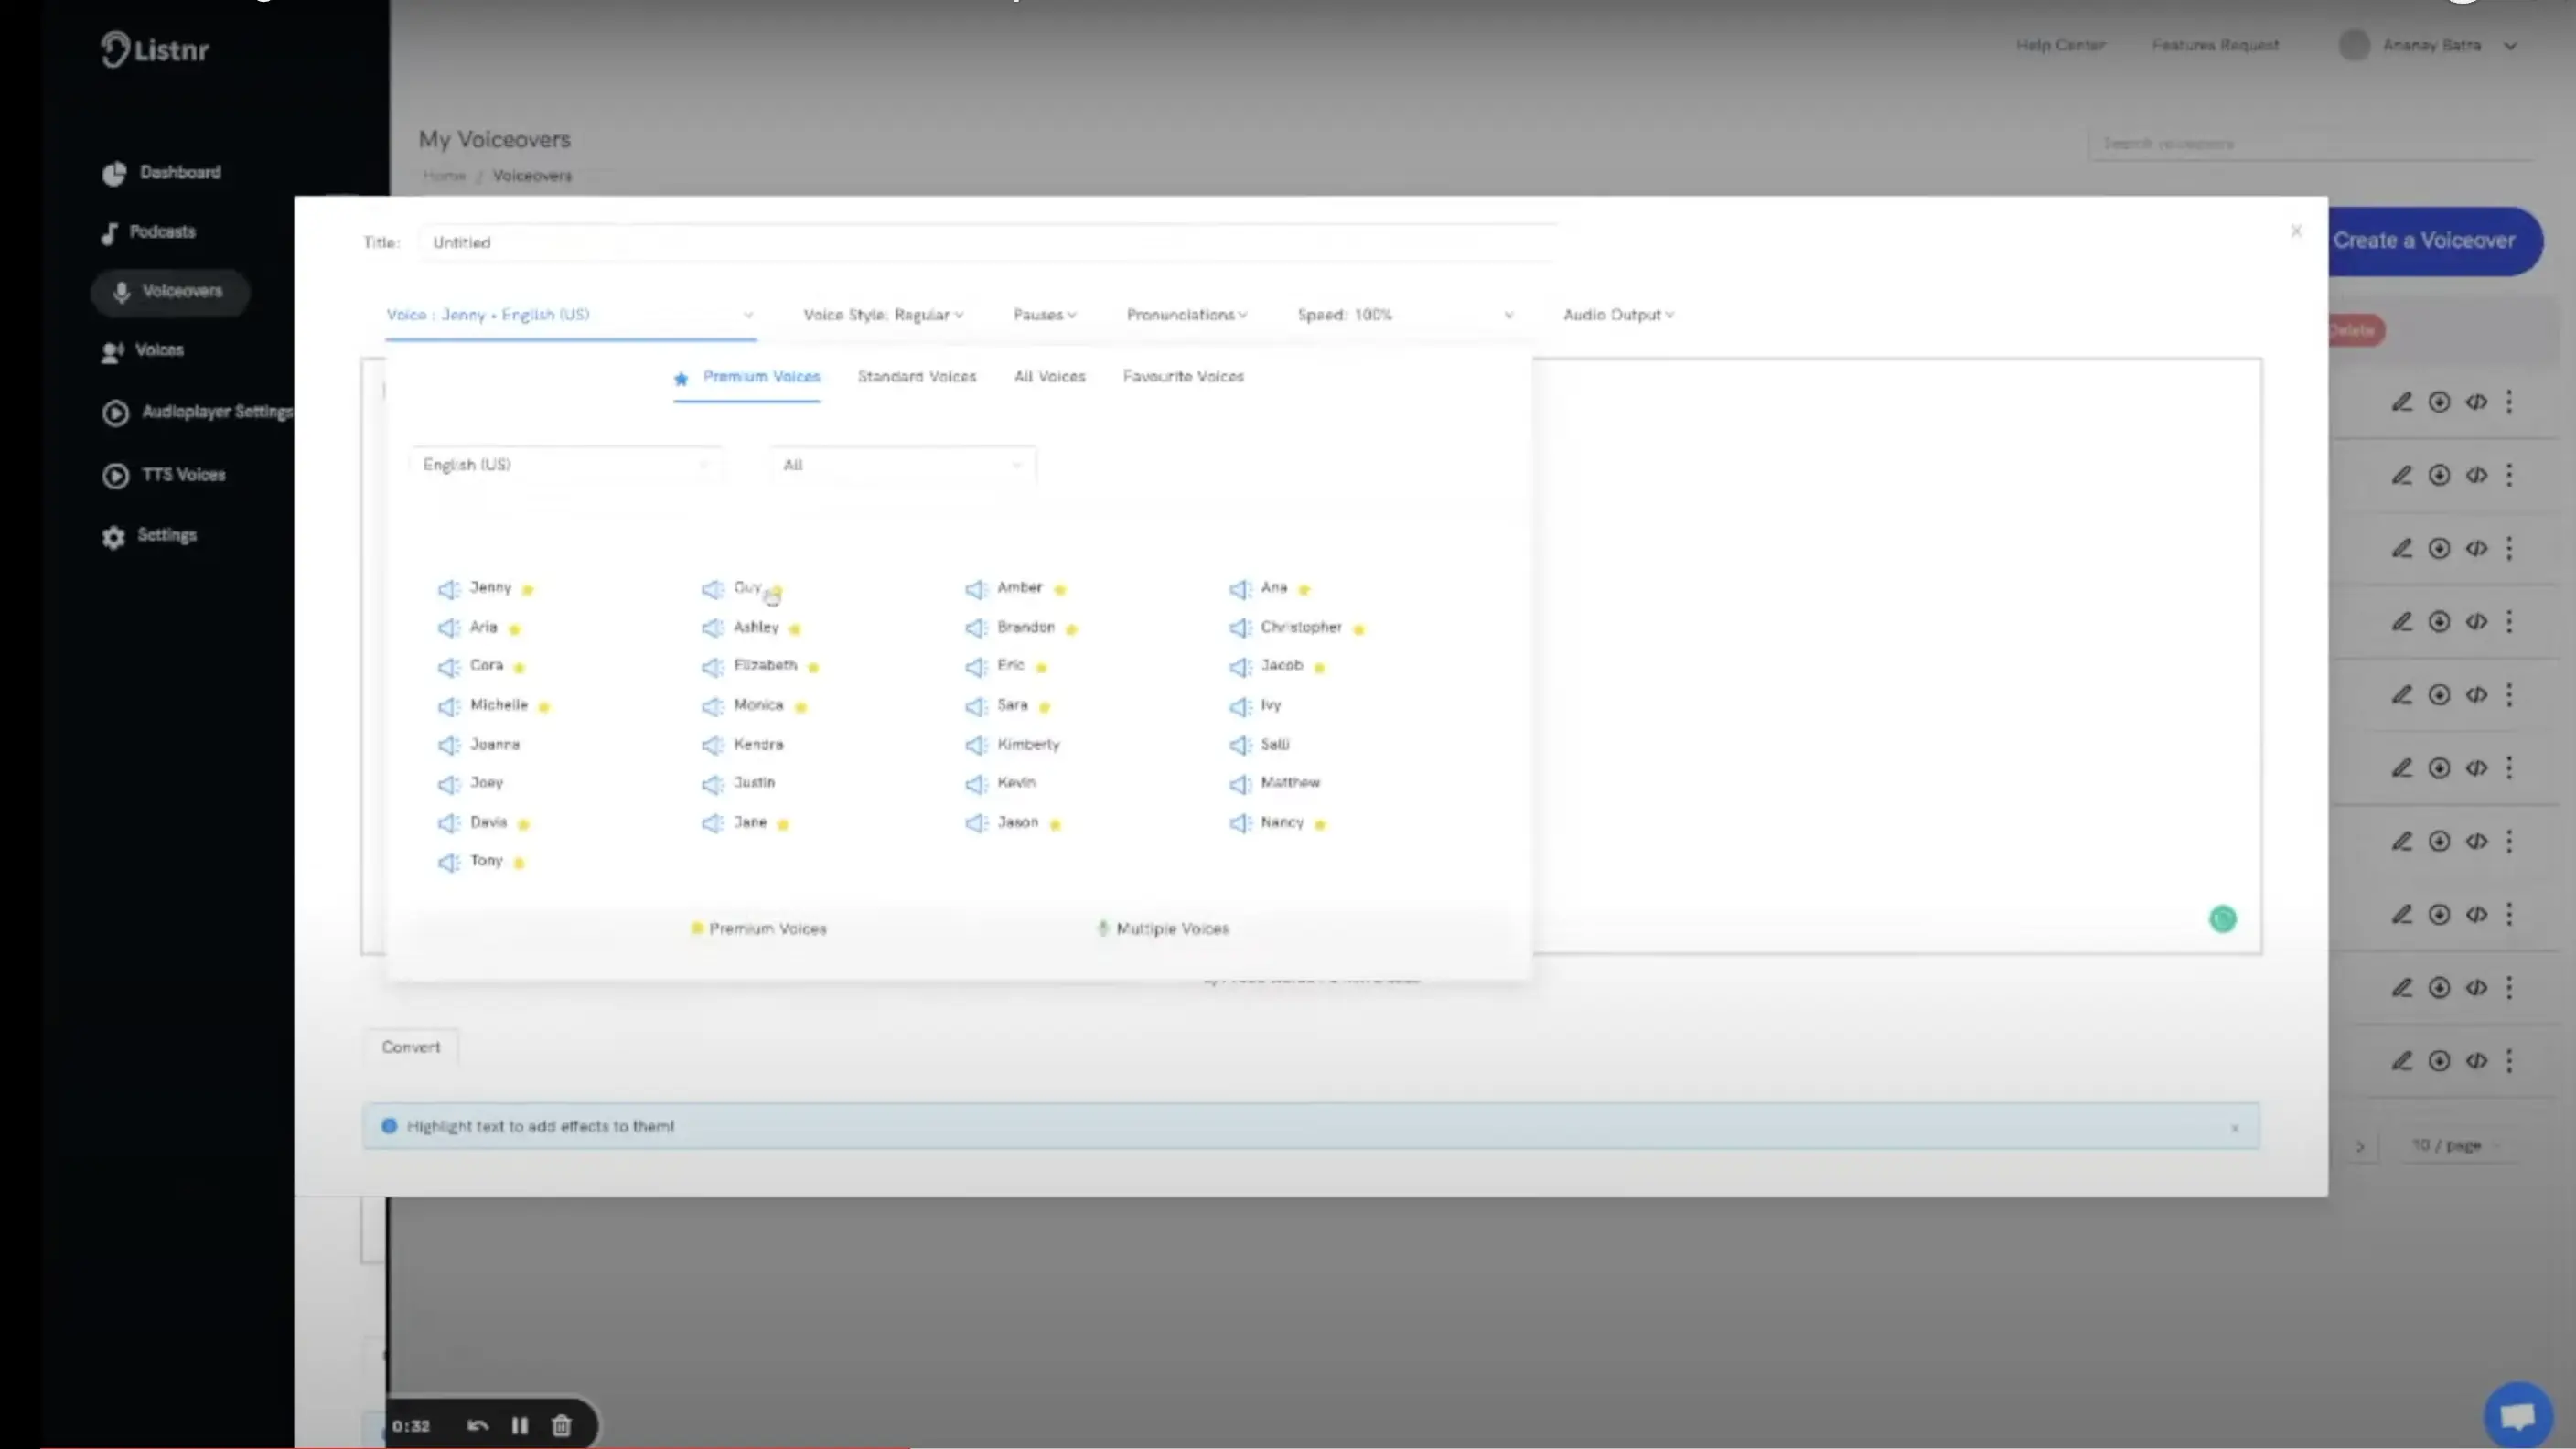 Listnr
Help Center
Features Request
Ananay Batra
Dashboard
Podcasts
Voiceovers
Voices
Audioplayer Settings
TTS Voices
Settings
My Voiceovers
Home / Voiceovers
Search voiceovers
Create a Voiceover
Delete
Title: Untitled
X
Voice : Jenny • English (US)
Voice Style: Regular
Pauses
Pronunciations
Speed: 100%
Audio Output
Premium Voices
Standard Voices
All Voices
Favourite Voices
English (US)
All
Jenny
Guy
Amber
Ana
Aria
Ashley
Brandon
Christopher
Cora
Elizabeth
Eric
Jacob
Michelle
Monica
Sara
Ivy
Joanna
Kendra
Kimberly
Salli
Joey
Justin
Kevin
Matthew
Davis
Jane
Jason
Nancy
Tony
Premium Voices
Multiple Voices
Convert
Highlight text to add effects to them!
10 / page
0:32